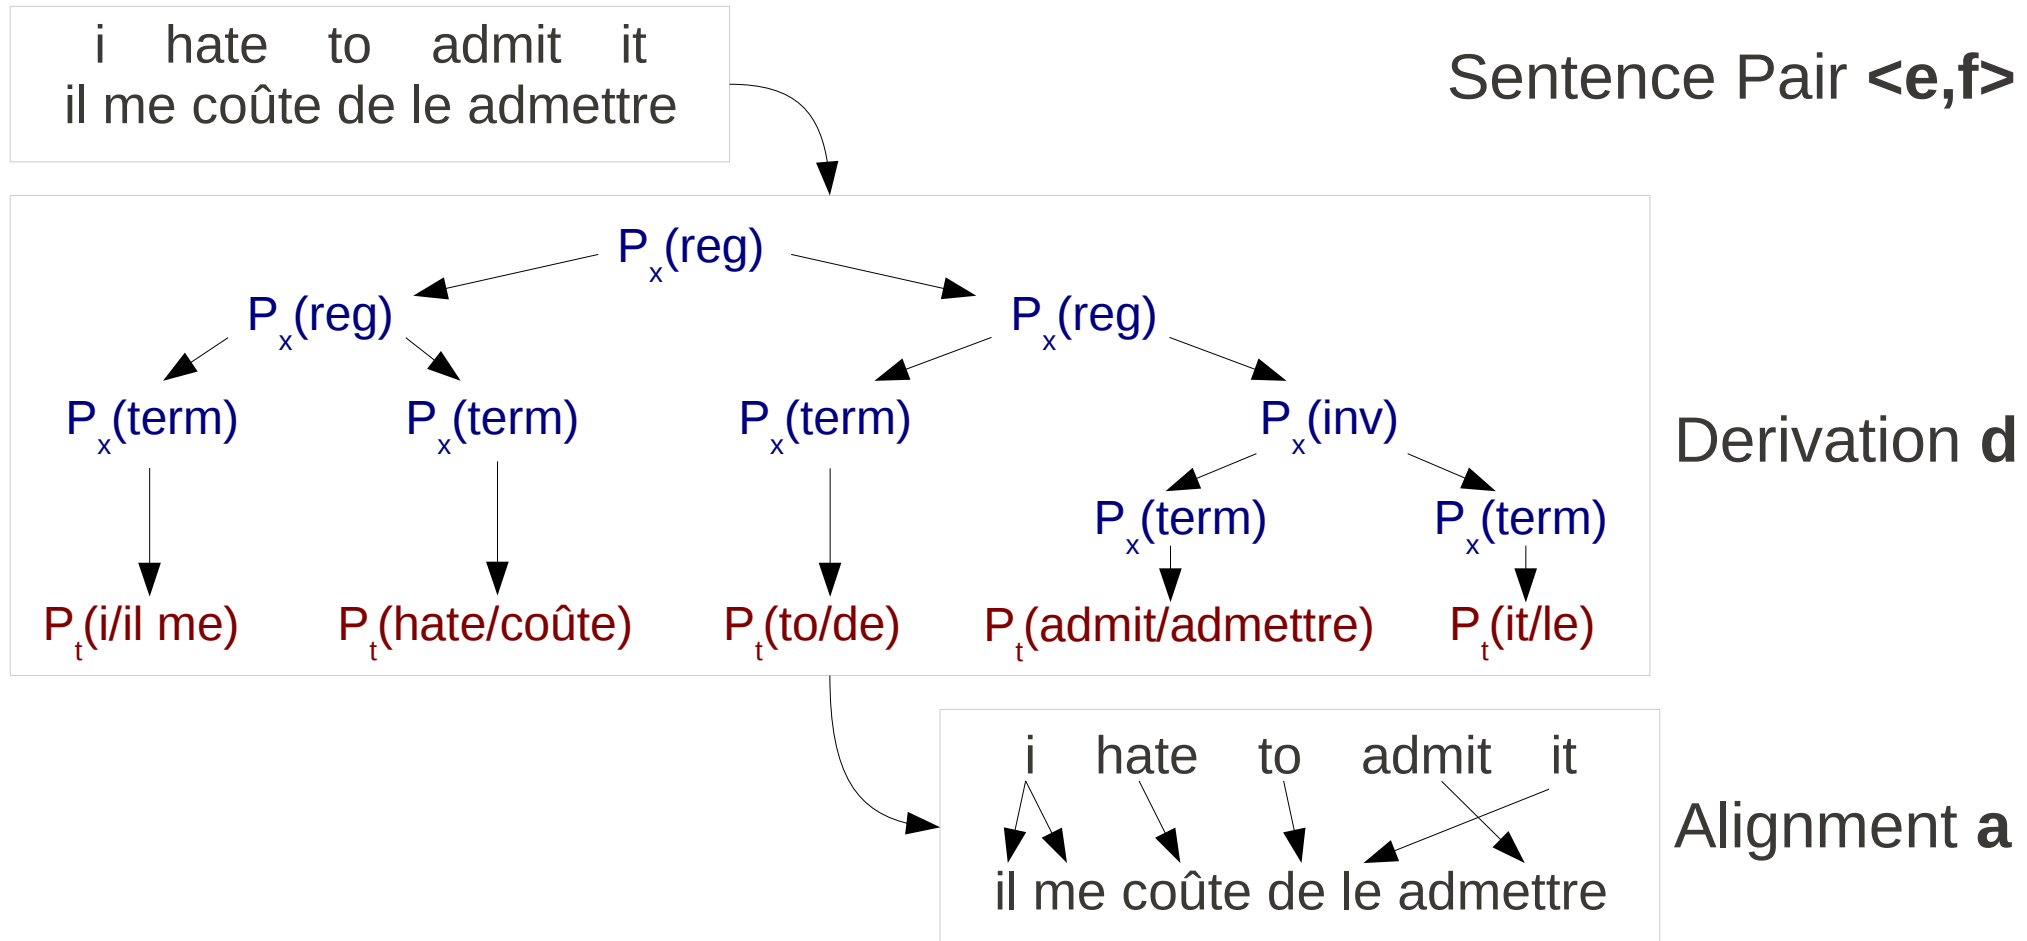 i hate to admit it
il me coûte de le admettre
Sentence Pair <e,f>
Px(reg)
Px(reg) Px(reg)
Px(term) Px(term) Px(term) Px(inv)
Px(term) Px(term)
Pt(i/il me) Pt(hate/coûte) Pt(to/de) Pt(admit/admettre) Pt(it/le)
Derivation d
i hate to admit it
il me coûte de le admettre
Alignment a